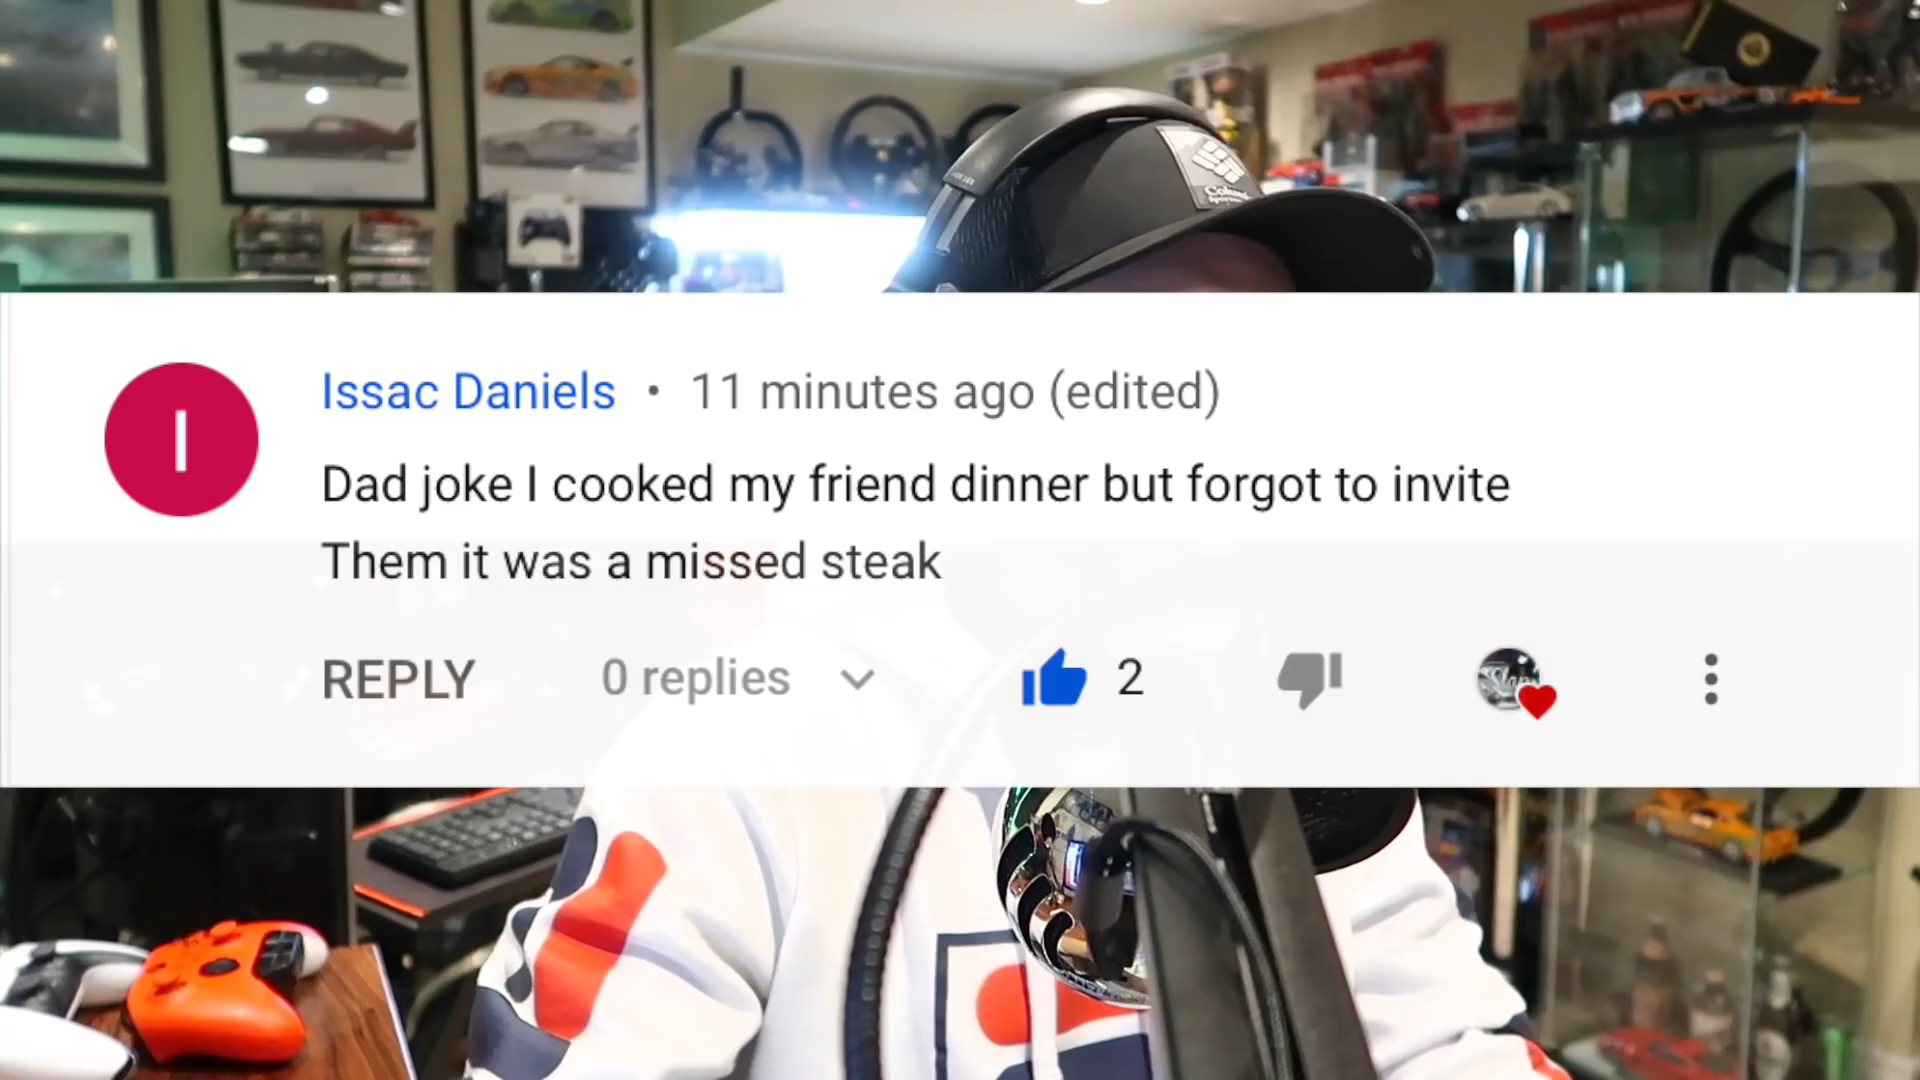 Colum
I
Issac Daniels • 11 minutes ago (edited)
Dad joke I cooked my friend dinner but forgot to invite
Them it was a missed steak
REPLY 0 replies 2